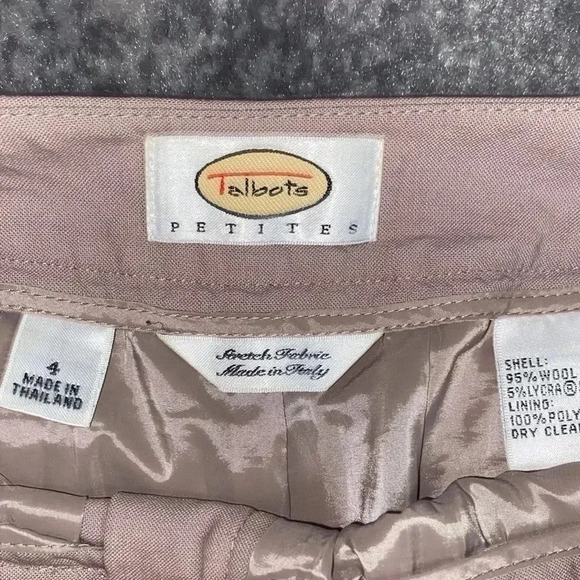 Talbots
PETITES
4
MADE IN
THAILAND
Stretch Fabric
Made in Italy
SHELL:
95% WOOL
5% LYCRA®
LINING:
100% POLY
DRY CLEA